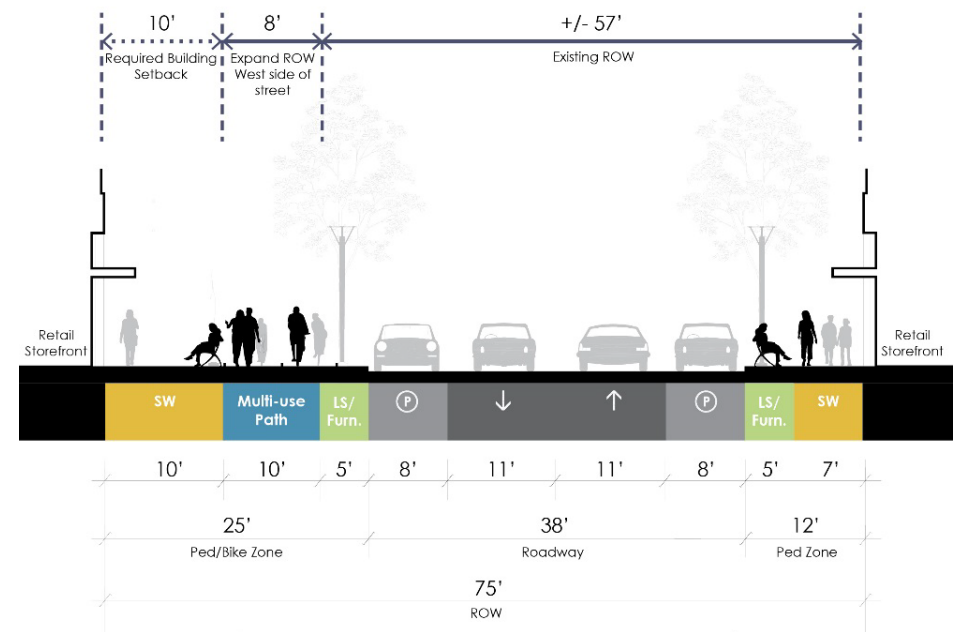 10’ 8’ +/- 57’
Required Building
Setback
Expand ROW
West side of
street
Existing ROW
Retail
Storefront
Retail
Storefront
SW
Multi-use
Path
LS/
Furn.
P
P
LS/
Furn.
SW
10’ 10’ 5’ 8’ 11’ 11’ 8’ 5’ 7’
25’ 38’ 12’
Ped/Bike Zone Roadway Ped Zone
75’
ROW